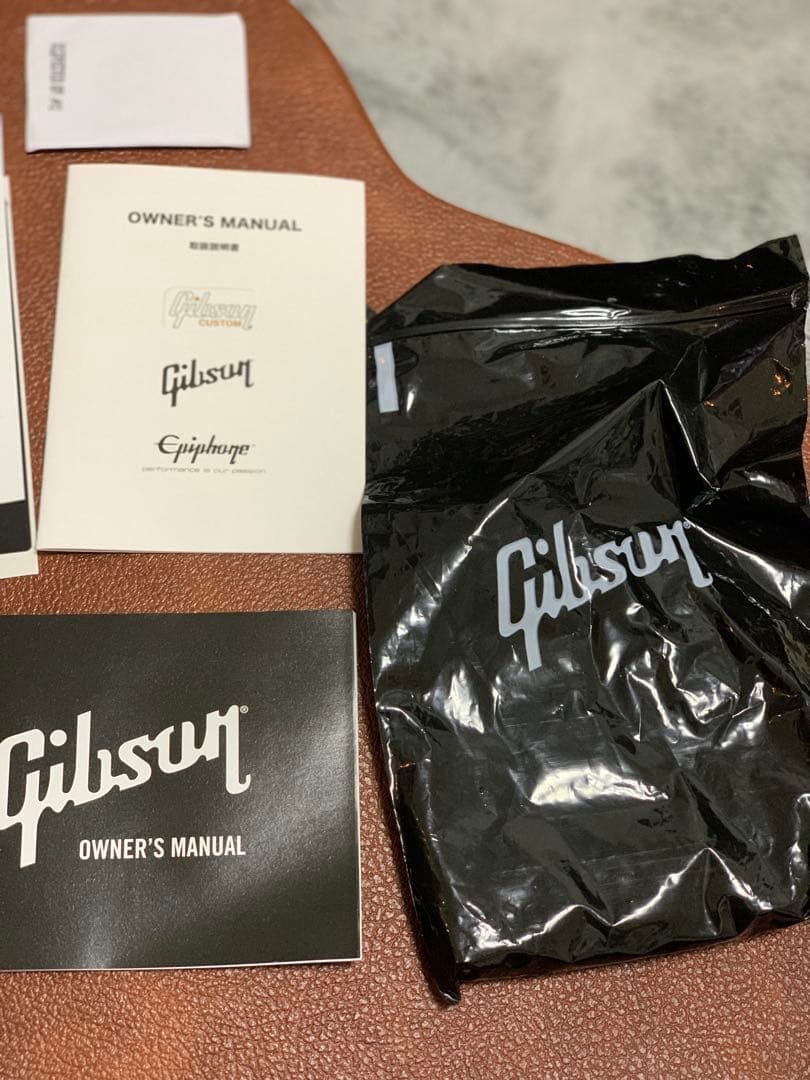 OWNER'S MANUAL
取扱説明書
Gibson
CUSTOM
Gibson
Epiphone
performance is our passion
Gibson®
Gibson®
OWNER'S MANUAL